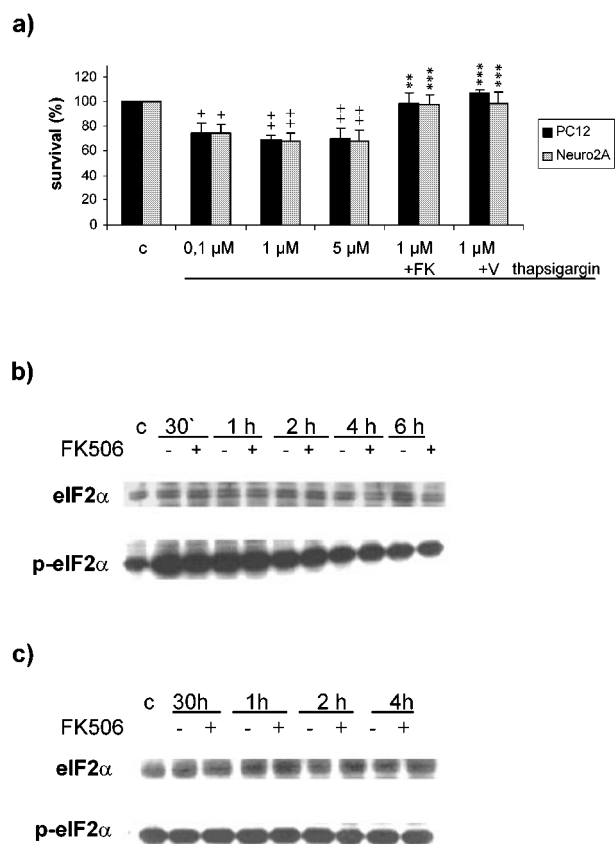 a)
** *** *** ***
+ + ++ ++ ++ ++
120
100
80
60
40
20
0
survival (%)
PC12
Neuro2A
c 0,1 µM 1 µM 5 µM 1 µM 1 µM
+FK +V thapsigargin
b)
c 30` 1 h 2 h 4 h 6 h
FK506 - + - + - + - + - +
eIF2α
p-eIF2α
c)
c 30h 1h 2 h 4h
FK506 - + - + - + - +
eIF2α
p-eIF2α